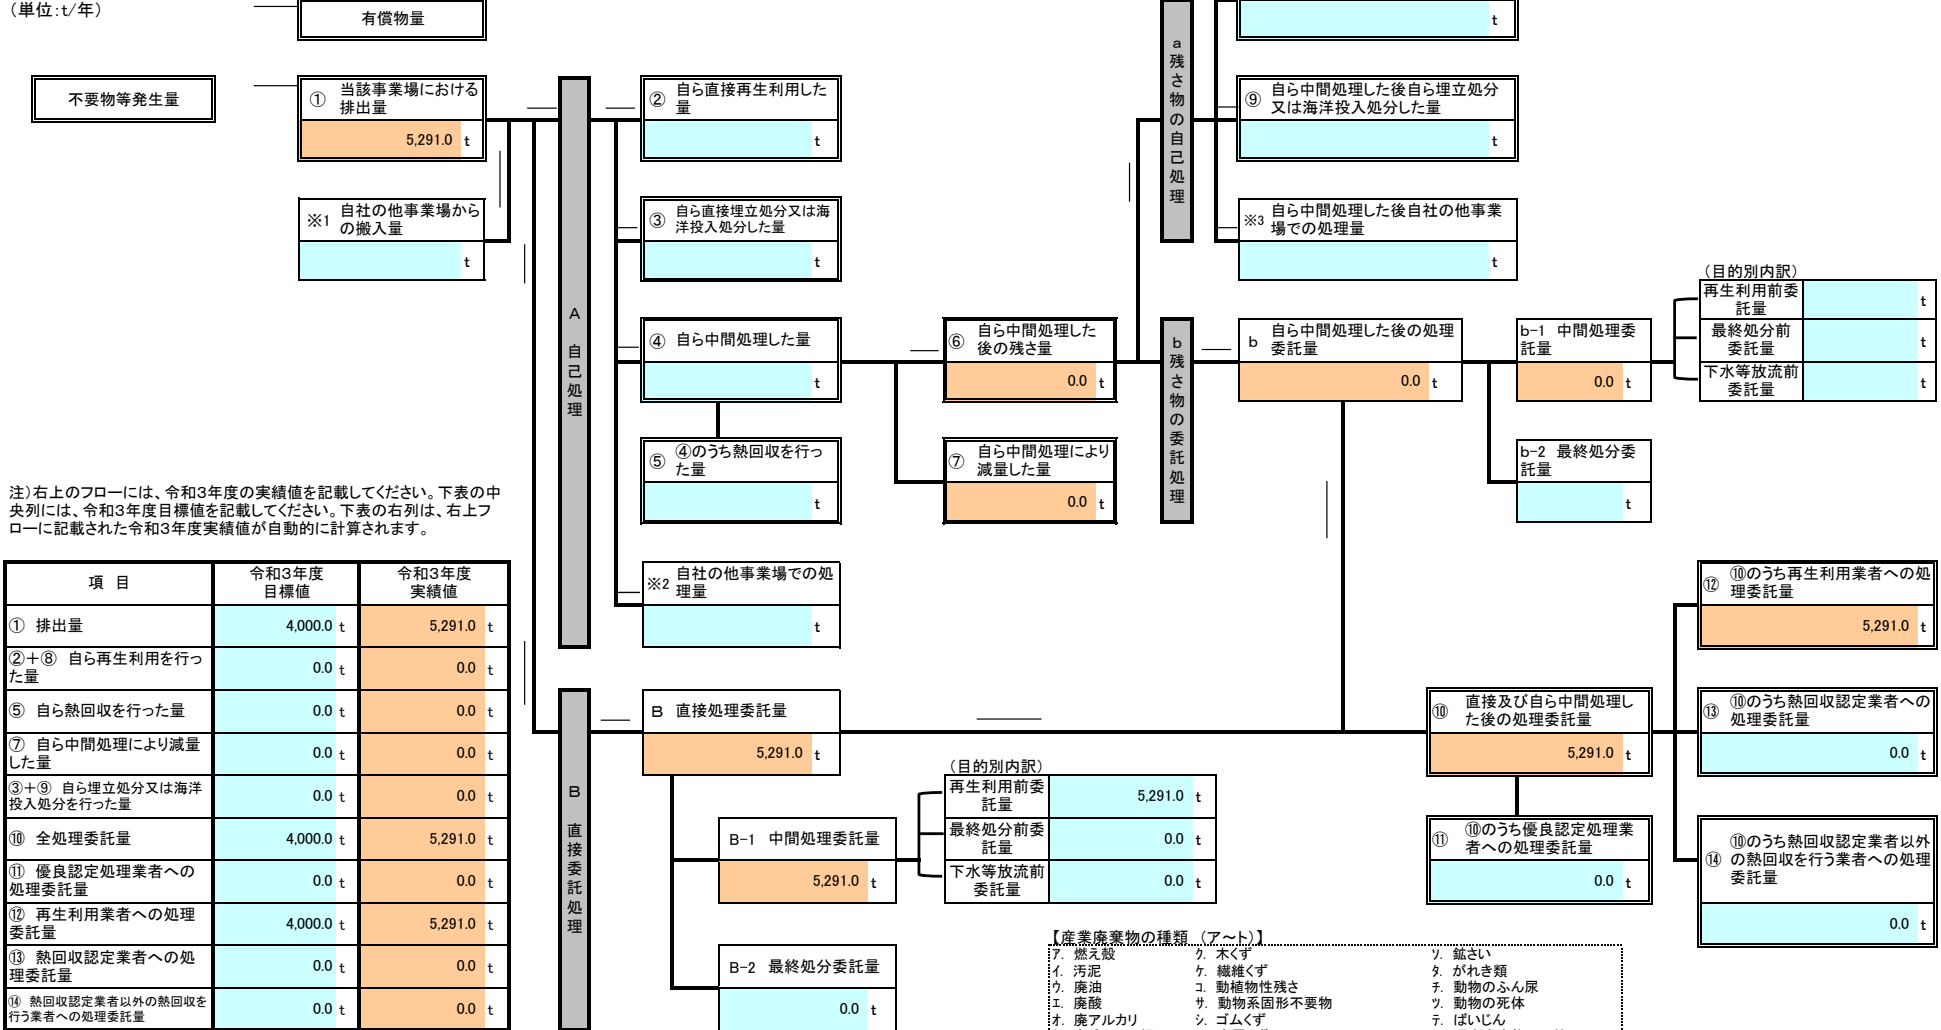 (単位:t/年)
有償物量
t
不要物等発生量
① 当該事業場における
排出量
5,291.0 t
※1 自社の他事業場から
の搬入量
t
A 自己処理
② 自ら直接再生利用した
量
t
③ 自ら直接埋立処分又は海
洋投入処分した量
t
④ 自ら中間処理した量
t
⑤ ④のうち熱回収を行っ
た量
t
※2 自社の他事業場での処
理量
t
⑥ 自ら中間処理した
後の残さ量
0.0 t
⑦ 自ら中間処理により
減量した量
0.0 t
a 残さ物の自己処理
⑨ 自ら中間処理した後自ら埋立処分
又は海洋投入処分した量
t
※3 自ら中間処理した後自社の他事業
場での処理量
t
b 残さ物の委託処理
b 自ら中間処理した後の処理
委託量
0.0 t
b-1 中間処理委
託量
0.0 t
b-2 最終処分委
託量
t
(目的別内訳)
再生利用前委
託量
t
最終処分前
委託量
t
下水等放流前
委託量
t
注)右上のフローには、令和3年度の実績値を記載してください。下表の中
央列には、令和3年度目標値を記載してください。下表の右列は、右上フ
ローに記載された令和3年度実績値が自動的に計算されます。
項 目 令和3年度 目標値 令和3年度 実績値
① 排出量 4,000.0 t 5,291.0 t
②+⑧ 自ら再生利用を行っ
た量 0.0 t 0.0 t
⑤ 自ら熱回収を行った量 0.0 t 0.0 t
⑦ 自ら中間処理により減量
した量 0.0 t 0.0 t
③+⑨ 自ら埋立処分又は海洋
投入処分を行った量 0.0 t 0.0 t
⑩ 全処理委託量 4,000.0 t 5,291.0 t
⑪ 優良認定処理業者への
処理委託量 0.0 t 0.0 t
⑫ 再生利用業者への処理
委託量 4,000.0 t 5,291.0 t
⑬ 熱回収認定業者への処
理委託量 0.0 t 0.0 t
⑭ 熱回収認定業者以外の熱回収を
行う業者への処理委託量 0.0 t 0.0 t
B 直接委託処理
B 直接処理委託量
5,291.0 t
B-1 中間処理委託量
5,291.0 t
B-2 最終処分委託量
0.0 t
(目的別内訳)
再生利用前委
託量
5,291.0 t
最終処分前委
託量
0.0 t
下水等放流前
委託量
0.0 t
⑩ 直接及び自ら中間処理し
た後の処理委託量
5,291.0 t
⑪ ⑩のうち優良認定処理業
者への処理委託量
0.0 t
⑫ ⑩のうち再生利用業者への処
理委託量
5,291.0 t
⑬ ⑩のうち熱回収認定業者への
処理委託量
0.0 t
⑭ ⑩のうち熱回収認定業者以外
の熱回収を行う業者への処理
委託量
0.0 t
【産業廃棄物の種類 (ア~ト)】
ア. 燃え殻 ク. 木くず ソ. 鉱さい
イ. 汚泥 ケ. 繊維くず タ. がれき類
ウ. 廃油 コ. 動植物性残さ チ. 動物のふん尿
エ. 廃酸 サ. 動物系固形不要物 ツ. 動物の死体
オ. 廃アルカリ シ. ゴムくず テ. ばいじん